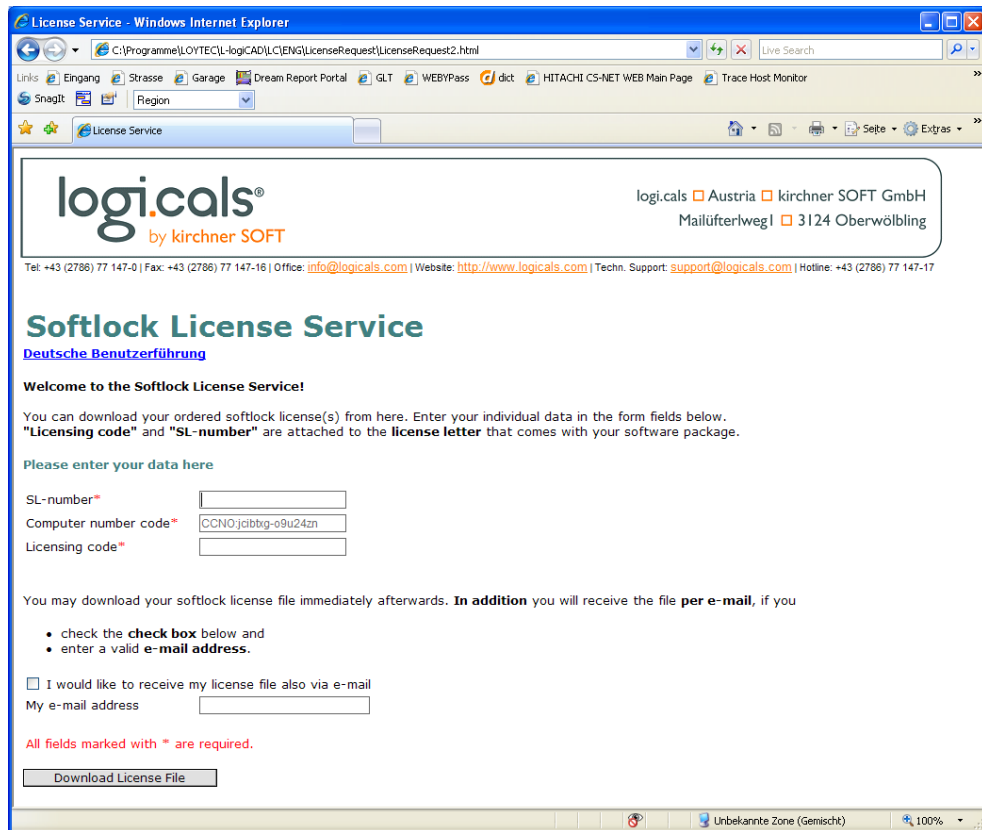 License Service - Windows Internet Explorer
C:\Programme\LOYTEC\L-logiCAD\LC\ENG\LicenseRequest\LicenseRequest2.html
Live Search
Links Eingang Strasse Garage Dream Report Portal GLT WEBYPass dict HITACHI CS-NET WEB Main Page Trace Host Monitor »
SnagIt Region
License Service Seite Extras »
logi.cals®
by kirchner SOFT
logi.cals Austria kirchner SOFT GmbH
Mailüfterlweg1 3124 Oberwölbling
Tel: +43 (2786) 77 147-0 | Fax: +43 (2786) 77 147-16 | Office: info@logicals.com | Website: http://www.logicals.com | Techn. Support: support@logicals.com | Hotline: +43 (2786) 77 147-17
Softlock License Service
Deutsche Benutzerführung
Welcome to the Softlock License Service!
You can download your ordered softlock license(s) from here. Enter your individual data in the form fields below.
"Licensing code" and "SL-number" are attached to the license letter that comes with your software package.
Please enter your data here
SL-number*
Computer number code* CCNO:jcibtxg-o9u24zn
Licensing code*
You may download your softlock license file immediately afterwards. In addition you will receive the file per e-mail, if you
• check the check box below and
• enter a valid e-mail address.
I would like to receive my license file also via e-mail
My e-mail address
All fields marked with * are required.
Download License File
Unbekannte Zone (Gemischt) 100%